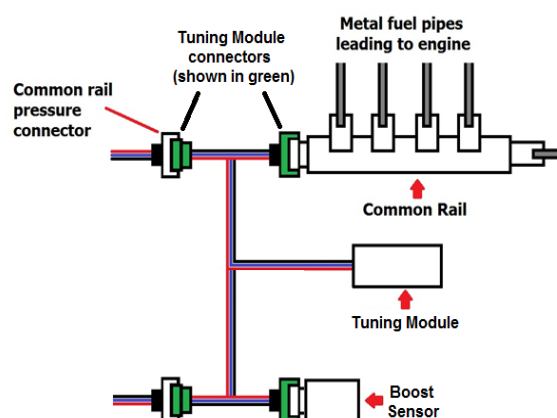 Tuning Module
connectors
(shown in green)
Metal fuel pipes
leading to engine
Common rail
pressure
connector
Common Rail
Tuning Module
Boost
Sensor